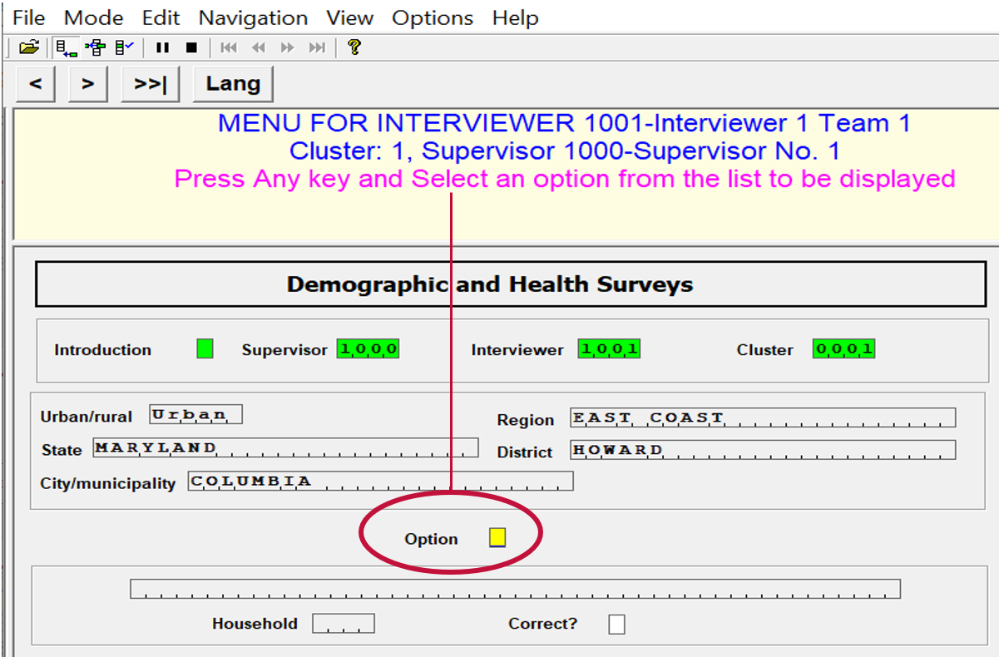 File Mode Edit Navigation View Options Help
< > >>| Lang
MENU FOR INTERVIEWER 1001-Interviewer 1 Team 1
Cluster: 1, Supervisor 1000-Supervisor No. 1
Press Any key and Select an option from the list to be displayed
Demographic and Health Surveys
Introduction Supervisor 1000 Interviewer 1001 Cluster 0001
Urban/rural Urban Region EAST COAST
State MARYLAND District HOWARD
City/municipality COLUMBIA
Option
Household Correct?